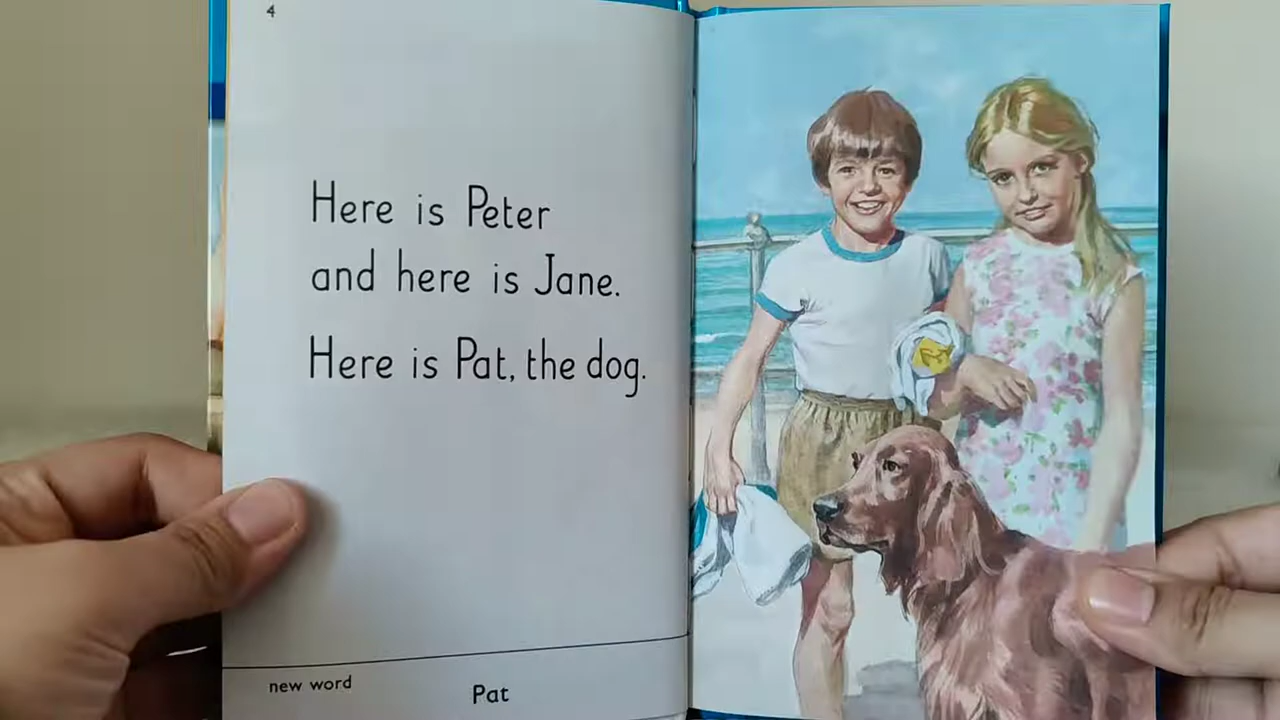 4
Here is Peter
and here is Jane.
Here is Pat, the dog.
new word
Pat